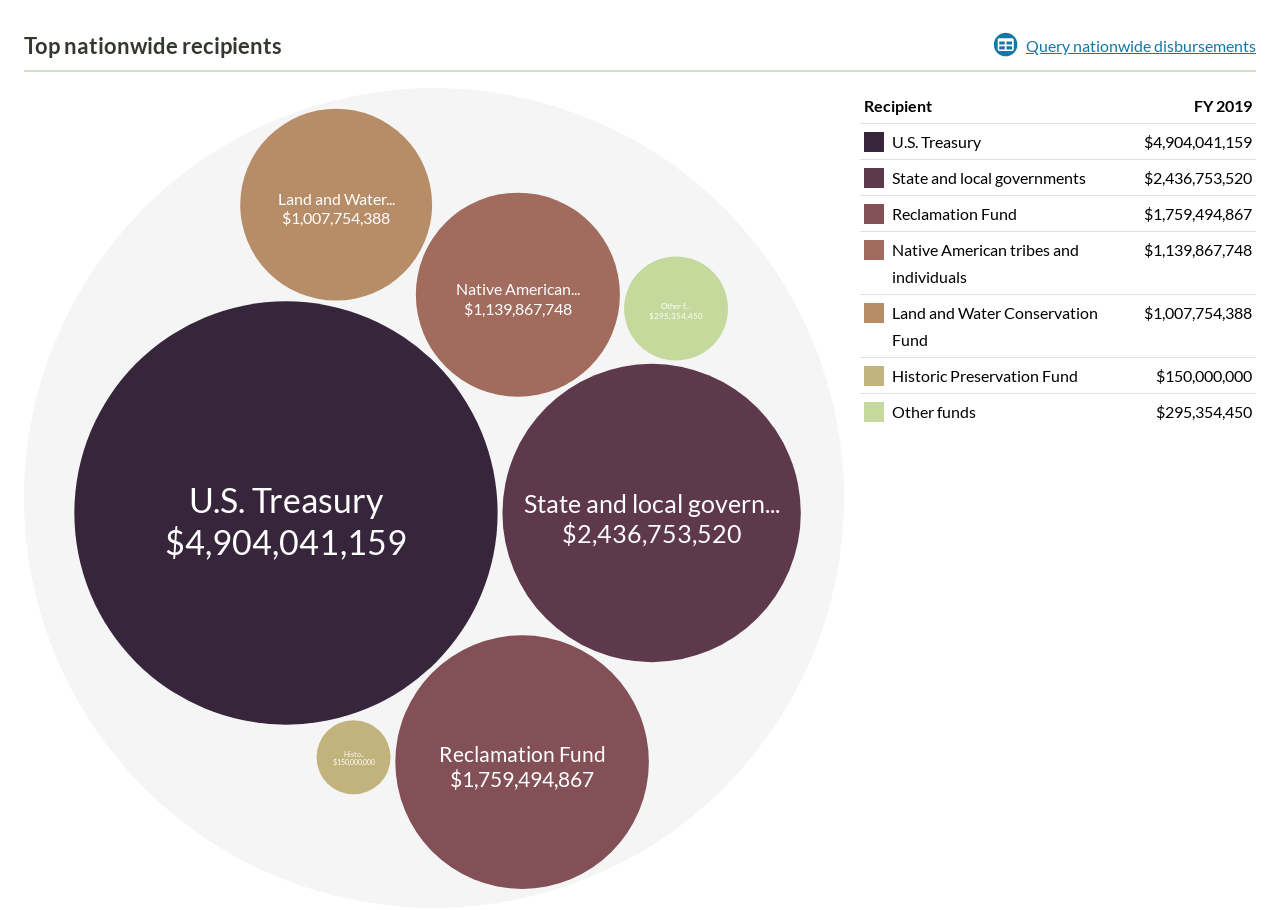 Top nationwide recipients
Query nationwide disbursements
Land and Water...
$1,007,754,388
Native American...
$1,139,867,748
Other f...
$295,354,450
U.S. Treasury
$4,904,041,159
State and local govern...
$2,436,753,520
Reclamation Fund
$1,759,494,867
Histo...
$150,000,000
Recipient FY 2019
U.S. Treasury $4,904,041,159
State and local governments $2,436,753,520
Reclamation Fund $1,759,494,867
Native American tribes and $1,139,867,748
individuals
Land and Water Conservation $1,007,754,388
Fund
Historic Preservation Fund $150,000,000
Other funds $295,354,450